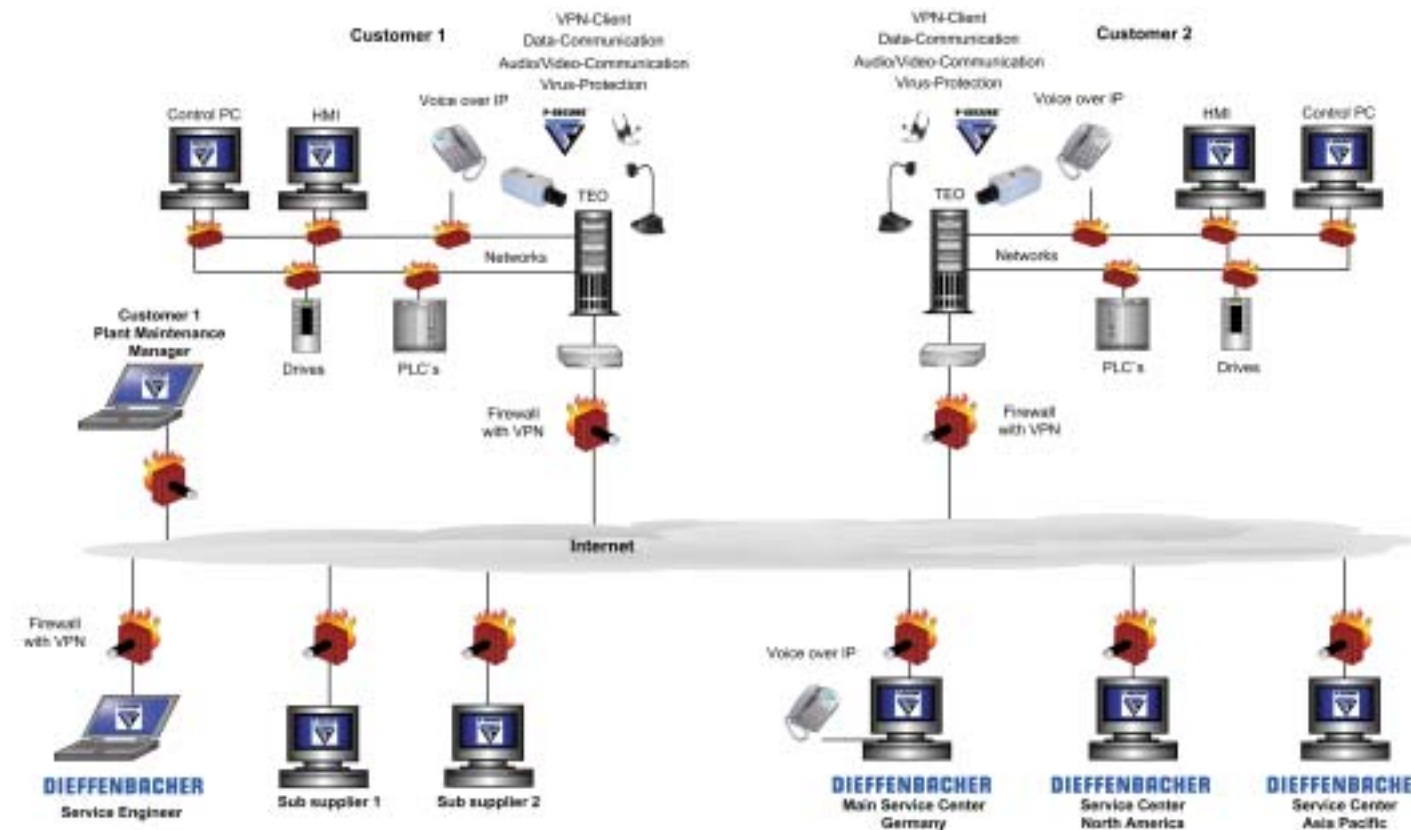 Customer 1
VPN-Client
Data-Communication
Audio/Video-Communication
Virus-Protection
Voice over IP
F-SECURE
Control PC
HMI
TEO
Networks
Drives
PLC´s
Customer 1
Plant Maintenance
Manager
Firewall
with VPN
VPN-Client
Data-Communication
Audio/Video-Communication
Virus-Protection
Customer 2
F-SECURE
Voice over IP
HMI
Control PC
TEO
Networks
PLC´s
Drives
Firewall
with VPN
Internet
Firewall
with VPN
DIEFFENBACHER
Service Engineer
Sub supplier 1
Sub supplier 2
Voice over IP
DIEFFENBACHER
Main Service Center
Germany
DIEFFENBACHER
Service Center
North America
DIEFFENBACHE
Service Center
Asia Pacific